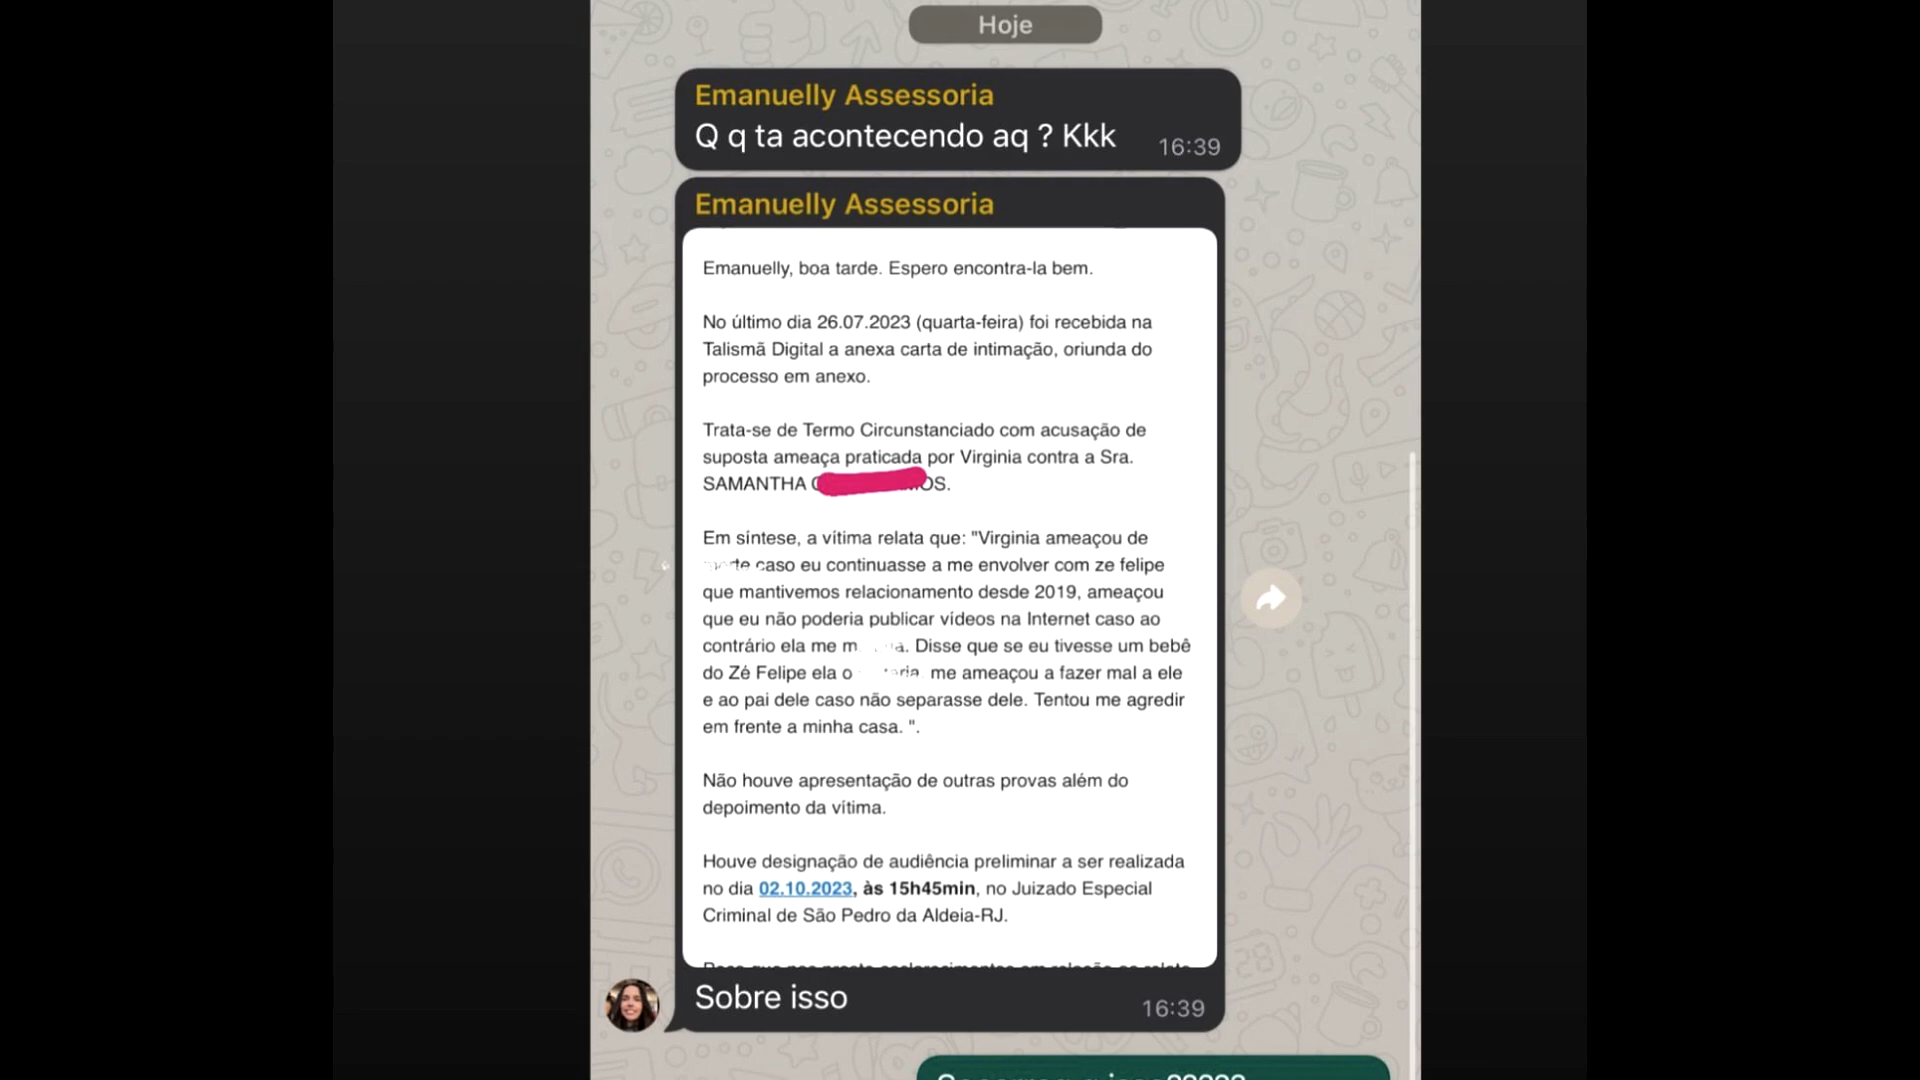 Hoje
Emanuelly Assessoria
Q q ta acontecendo aq ? Kkk
16:39
Emanuelly Assessoria
Emanuelly, boa tarde. Espero encontra-la bem.
No último dia 26.07.2023 (quarta-feira) foi recebida na
Talismã Digital a anexa carta de intimação, oriunda do
processo em anexo.
Trata-se de Termo Circunstanciado com acusação de
suposta ameaça praticada por Virginia contra a Sra.
SAMANTHA
Em síntese, a vítima relata que: "Virginia ameaçou de
caso eu continuasse a me envolver com ze felipe
que mantivemos relacionamento desde 2019, ameaçou
que eu não poderia publicar vídeos na Internet caso ao
contrário ela me Disse que se eu tivesse um bebê
do Zé Felipe ela o me ameaçou a fazer mal a ele
e ao pai dele caso não separasse dele. Tentou me agredir
em frente a minha casa. ".
Não houve apresentação de outras provas além do
depoimento da vítima.
Houve designação de audiência preliminar a ser realizada
no dia 02.10.2023, às 15h45min, no Juizado Especial
Criminal de São Pedro da Aldeia-RJ.
Sobre isso
16:39